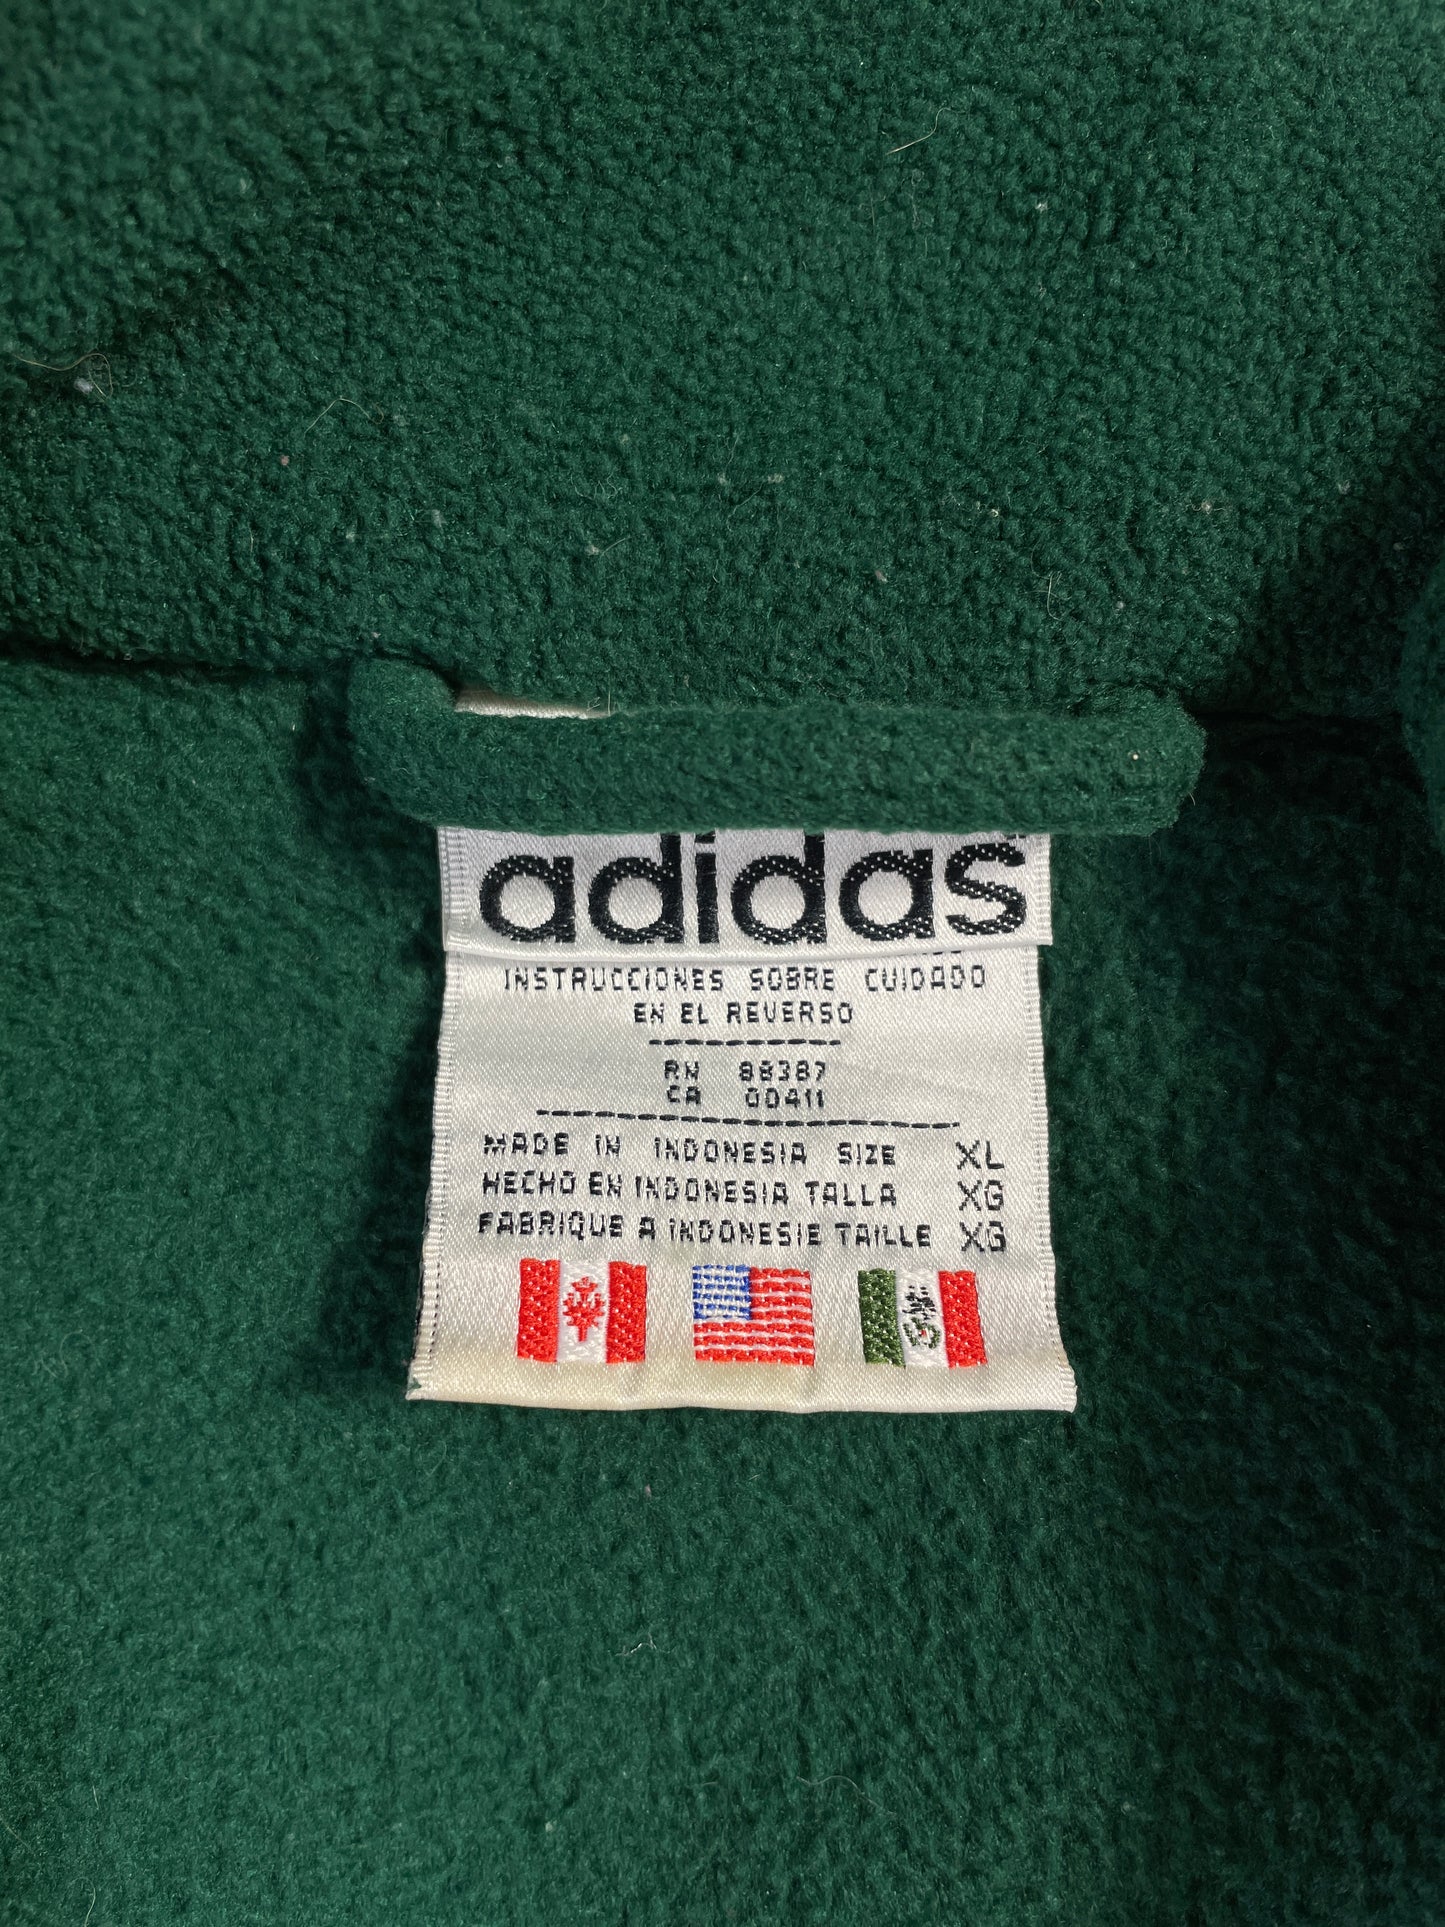 adidas
INSTRUCCIONES SOBRE CUIDADO
EN EL REVERSO
RN 88387
CA 00411
MADE IN INDONESIA SIZE XL
HECHO EN INDONESIA TALLA XG
FABRIQUE A INDONESIE TAILLE XG